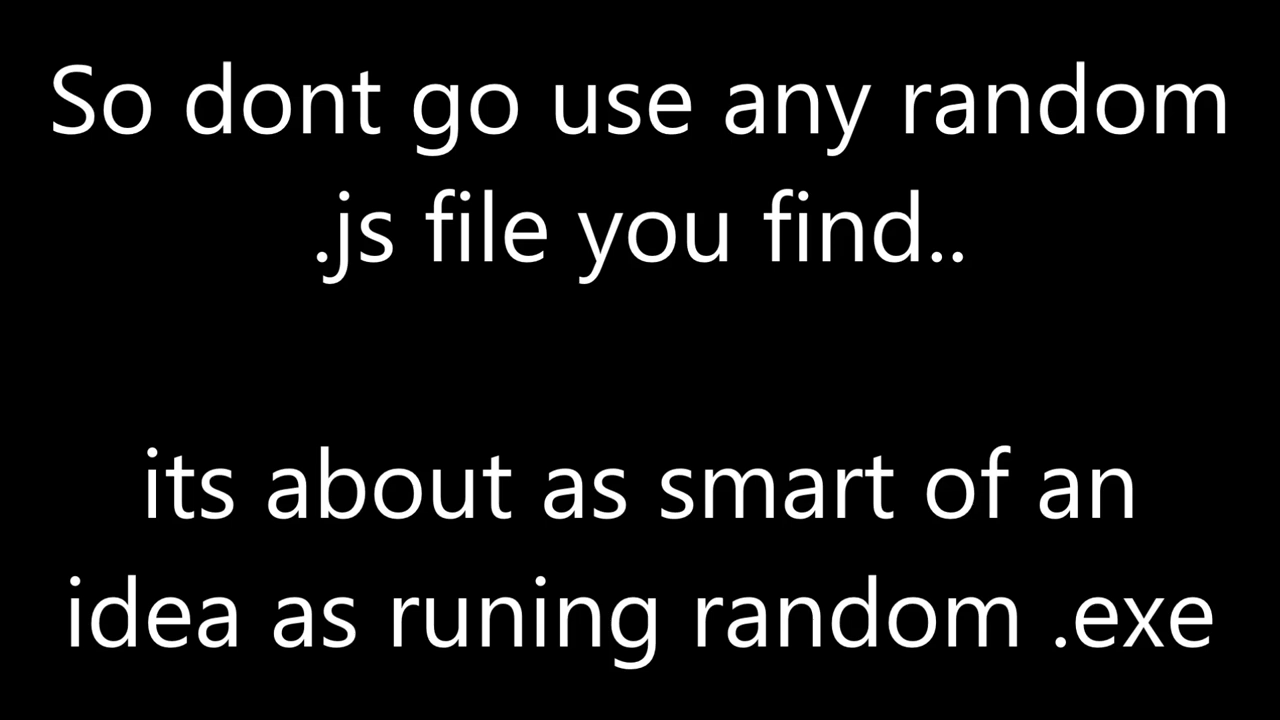 So dont go use any random
.js file you find..
its about as smart of an
idea as runing random .exe